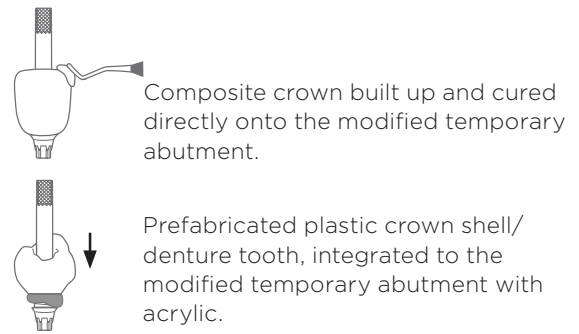 Composite crown built up and cured
directly onto the modified temporary
abutment.
Prefabricated plastic crown shell/
denture tooth, integrated to the
modified temporary abutment with
acrylic.